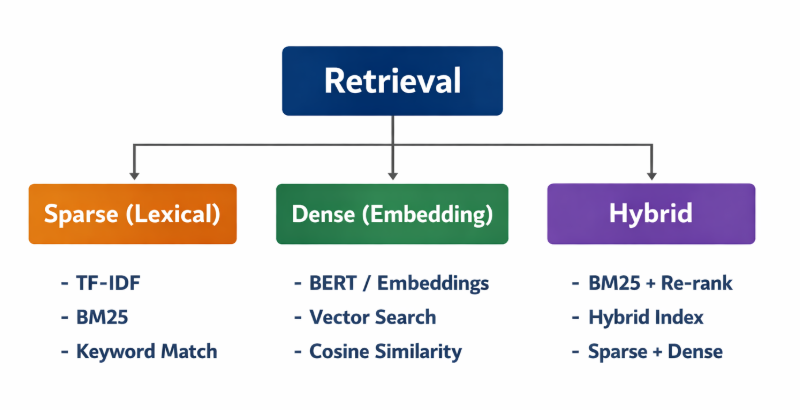 Retrieval
Sparse (Lexical)
- TF-IDF
- BM25
- Keyword Match
Dense (Embedding)
- BERT / Embeddings
- Vector Search
- Cosine Similarity
Hybrid
- BM25 + Re-rank
- Hybrid Index
- Sparse + Dense